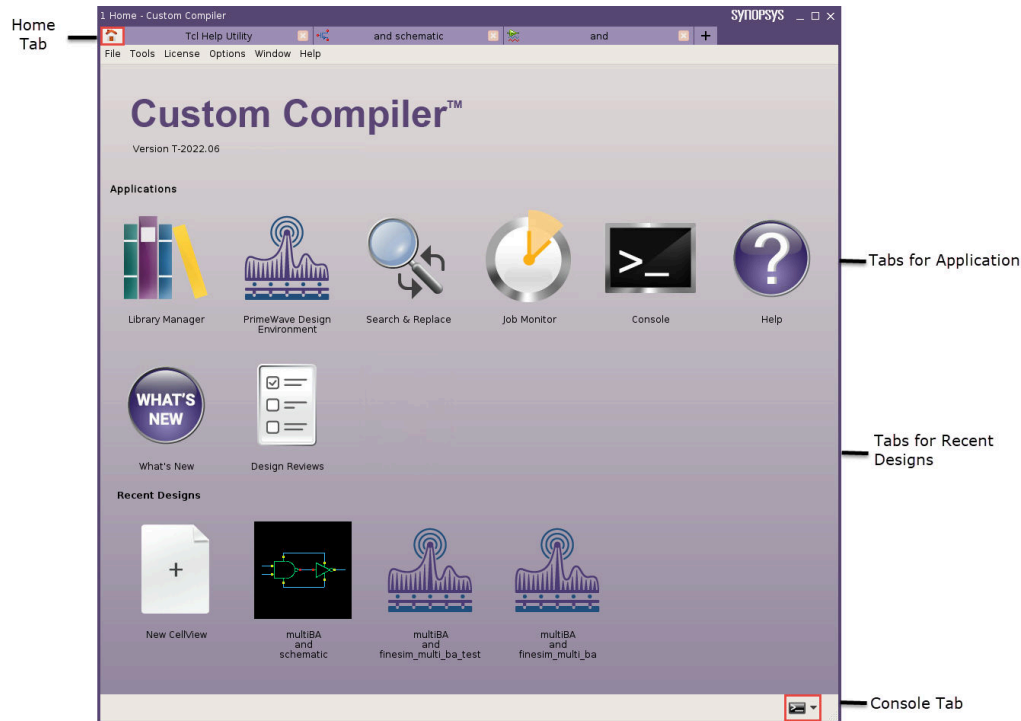 1 Home - Custom Compiler
SYNOPSYS
Home
Tab
Tcl Help Utility
and schematic
and
+
File Tools License Options Window Help
Custom Compiler™
Version T-2022.06
Applications
>_
?
Tabs for Application
Library Manager
PrimeWave Design
Environment
Search & Replace
Job Monitor
Console
Help
WHAT'S
NEW
Tabs for Recent
Designs
What's New
Design Reviews
Recent Designs
+
New CellView
multiBA
and
schematic
multiBA
and
finesim_multi_ba_test
multiBA
and
finesim_multi_ba
Console Tab